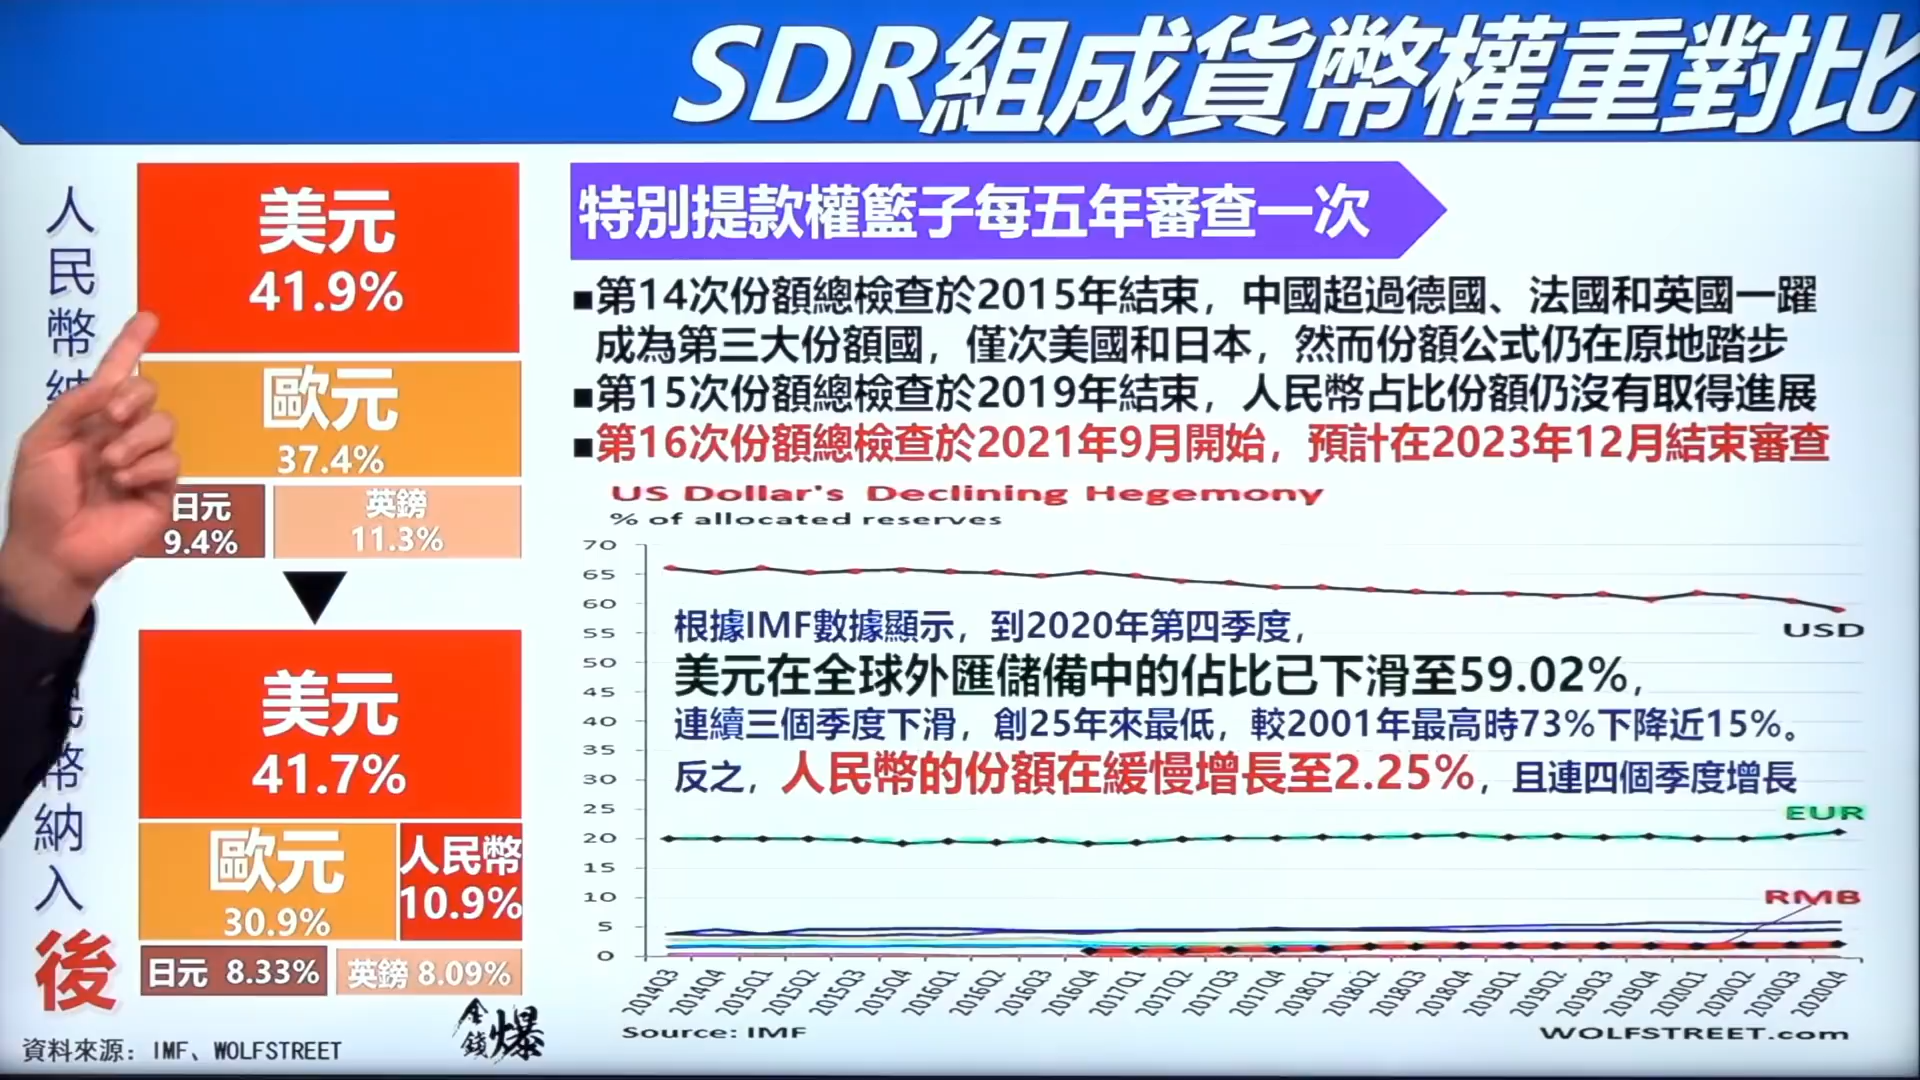 SDR組成貨幣權重對比
人民幣
美元
41.9%
歐元
37.4%
日元
9.4%
英鎊
11.3%
美元
41.7%
歐元
30.9%
人民幣
10.9%
日元 8.33%
英鎊 8.09%
幣納入後
資料來源：IMF、WOLFSTREET
金錢爆
特別提款權籃子每五年審查一次
■第14次份額總檢查於2015年結束，中國超過德國、法國和英國一躍
成為第三大份額國，僅次美國和日本，然而份額公式仍在原地踏步
■第15次份額總檢查於2019年結束，人民幣占比份額仍沒有取得進展
■第16次份額總檢查於2021年9月開始，預計在2023年12月結束審查
US Dollar's Declining Hegemony
% of allocated reserves
70
65
60
55
50
45
40
35
30
25
20
15
10
5
0
根據IMF數據顯示，到2020年第四季度，
美元在全球外匯儲備中的佔比已下滑至59.02%，
連續三個季度下滑，創25年來最低，較2001年最高時73%下降近15%。
反之，人民幣的份額在緩慢增長至2.25%，且連四個季度增長
USD
EUR
RMB
2014Q3
2014Q4
2015Q1
2015Q2
2015Q3
2015Q4
2016Q1
2016Q2
2016Q3
2016Q4
2017Q1
2017Q2
2017Q3
2017Q4
2018Q1
2018Q2
2018Q3
2018Q4
2019Q1
2019Q2
2019Q3
2019Q4
2020Q1
2020Q2
2020Q3
2020Q4
Source: IMF
WOLFSTREET.com